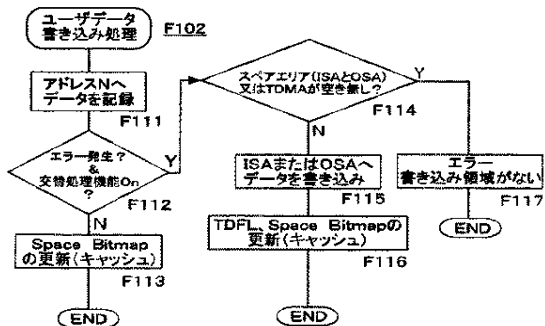 ユーザデータ
書き込み処理
F102
アドレスNへ
データを記録
F111
エラー発生?
&
交替処理機能On
?
Y
F112
N
Space Bitmap
の更新(キャッシュ)
F113
END
スペアエリア(ISAとOSA)
又はTDMAが空き無し?
Y
F114
N
ISAまたはOSAへ
データを書き込み
F115
TDFL、Space Bitmapの
更新(キャッシュ)
F116
END
エラー
書き込み領域がない
F117
END